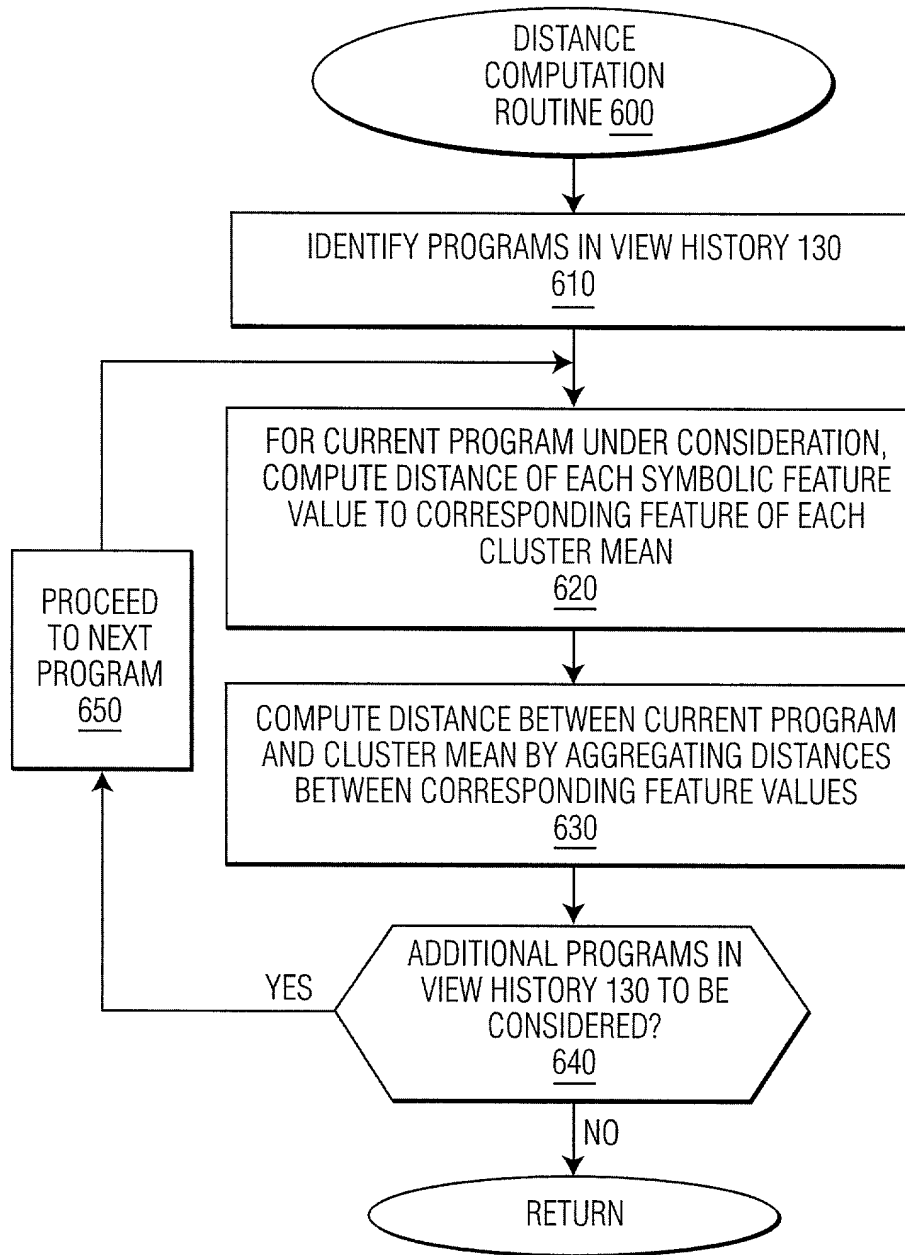 DISTANCE
COMPUTATION
ROUTINE 600
IDENTIFY PROGRAMS IN VIEW HISTORY 130
610
FOR CURRENT PROGRAM UNDER CONSIDERATION,
COMPUTE DISTANCE OF EACH SYMBOLIC FEATURE
VALUE TO CORRESPONDING FEATURE OF EACH
CLUSTER MEAN
620
PROCEED
TO NEXT
PROGRAM
650
COMPUTE DISTANCE BETWEEN CURRENT PROGRAM
AND CLUSTER MEAN BY AGGREGATING DISTANCES
BETWEEN CORRESPONDING FEATURE VALUES
630
ADDITIONAL PROGRAMS IN
VIEW HISTORY 130 TO BE
CONSIDERED?
640
YES
NO
RETURN